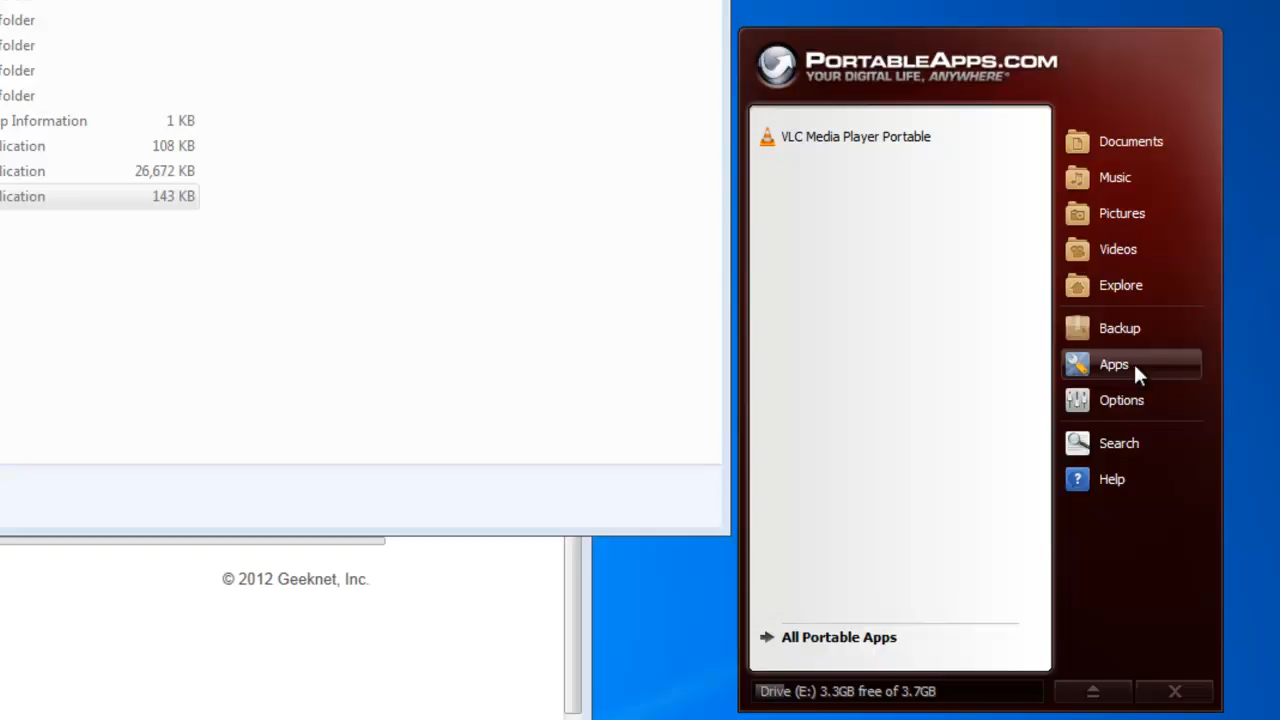 folder
folder
folder
folder
p Information 1 KB
lication 108 KB
lication 26,672 KB
lication 143 KB
© 2012 Geeknet, Inc.
PORTABLEAPPS.COM
YOUR DIGITAL LIFE, ANYWHERE®
VLC Media Player Portable
All Portable Apps
Drive (E:) 3.3GB free of 3.7GB
Documents
Music
Pictures
Videos
Explore
Backup
Apps
Options
Search
Help